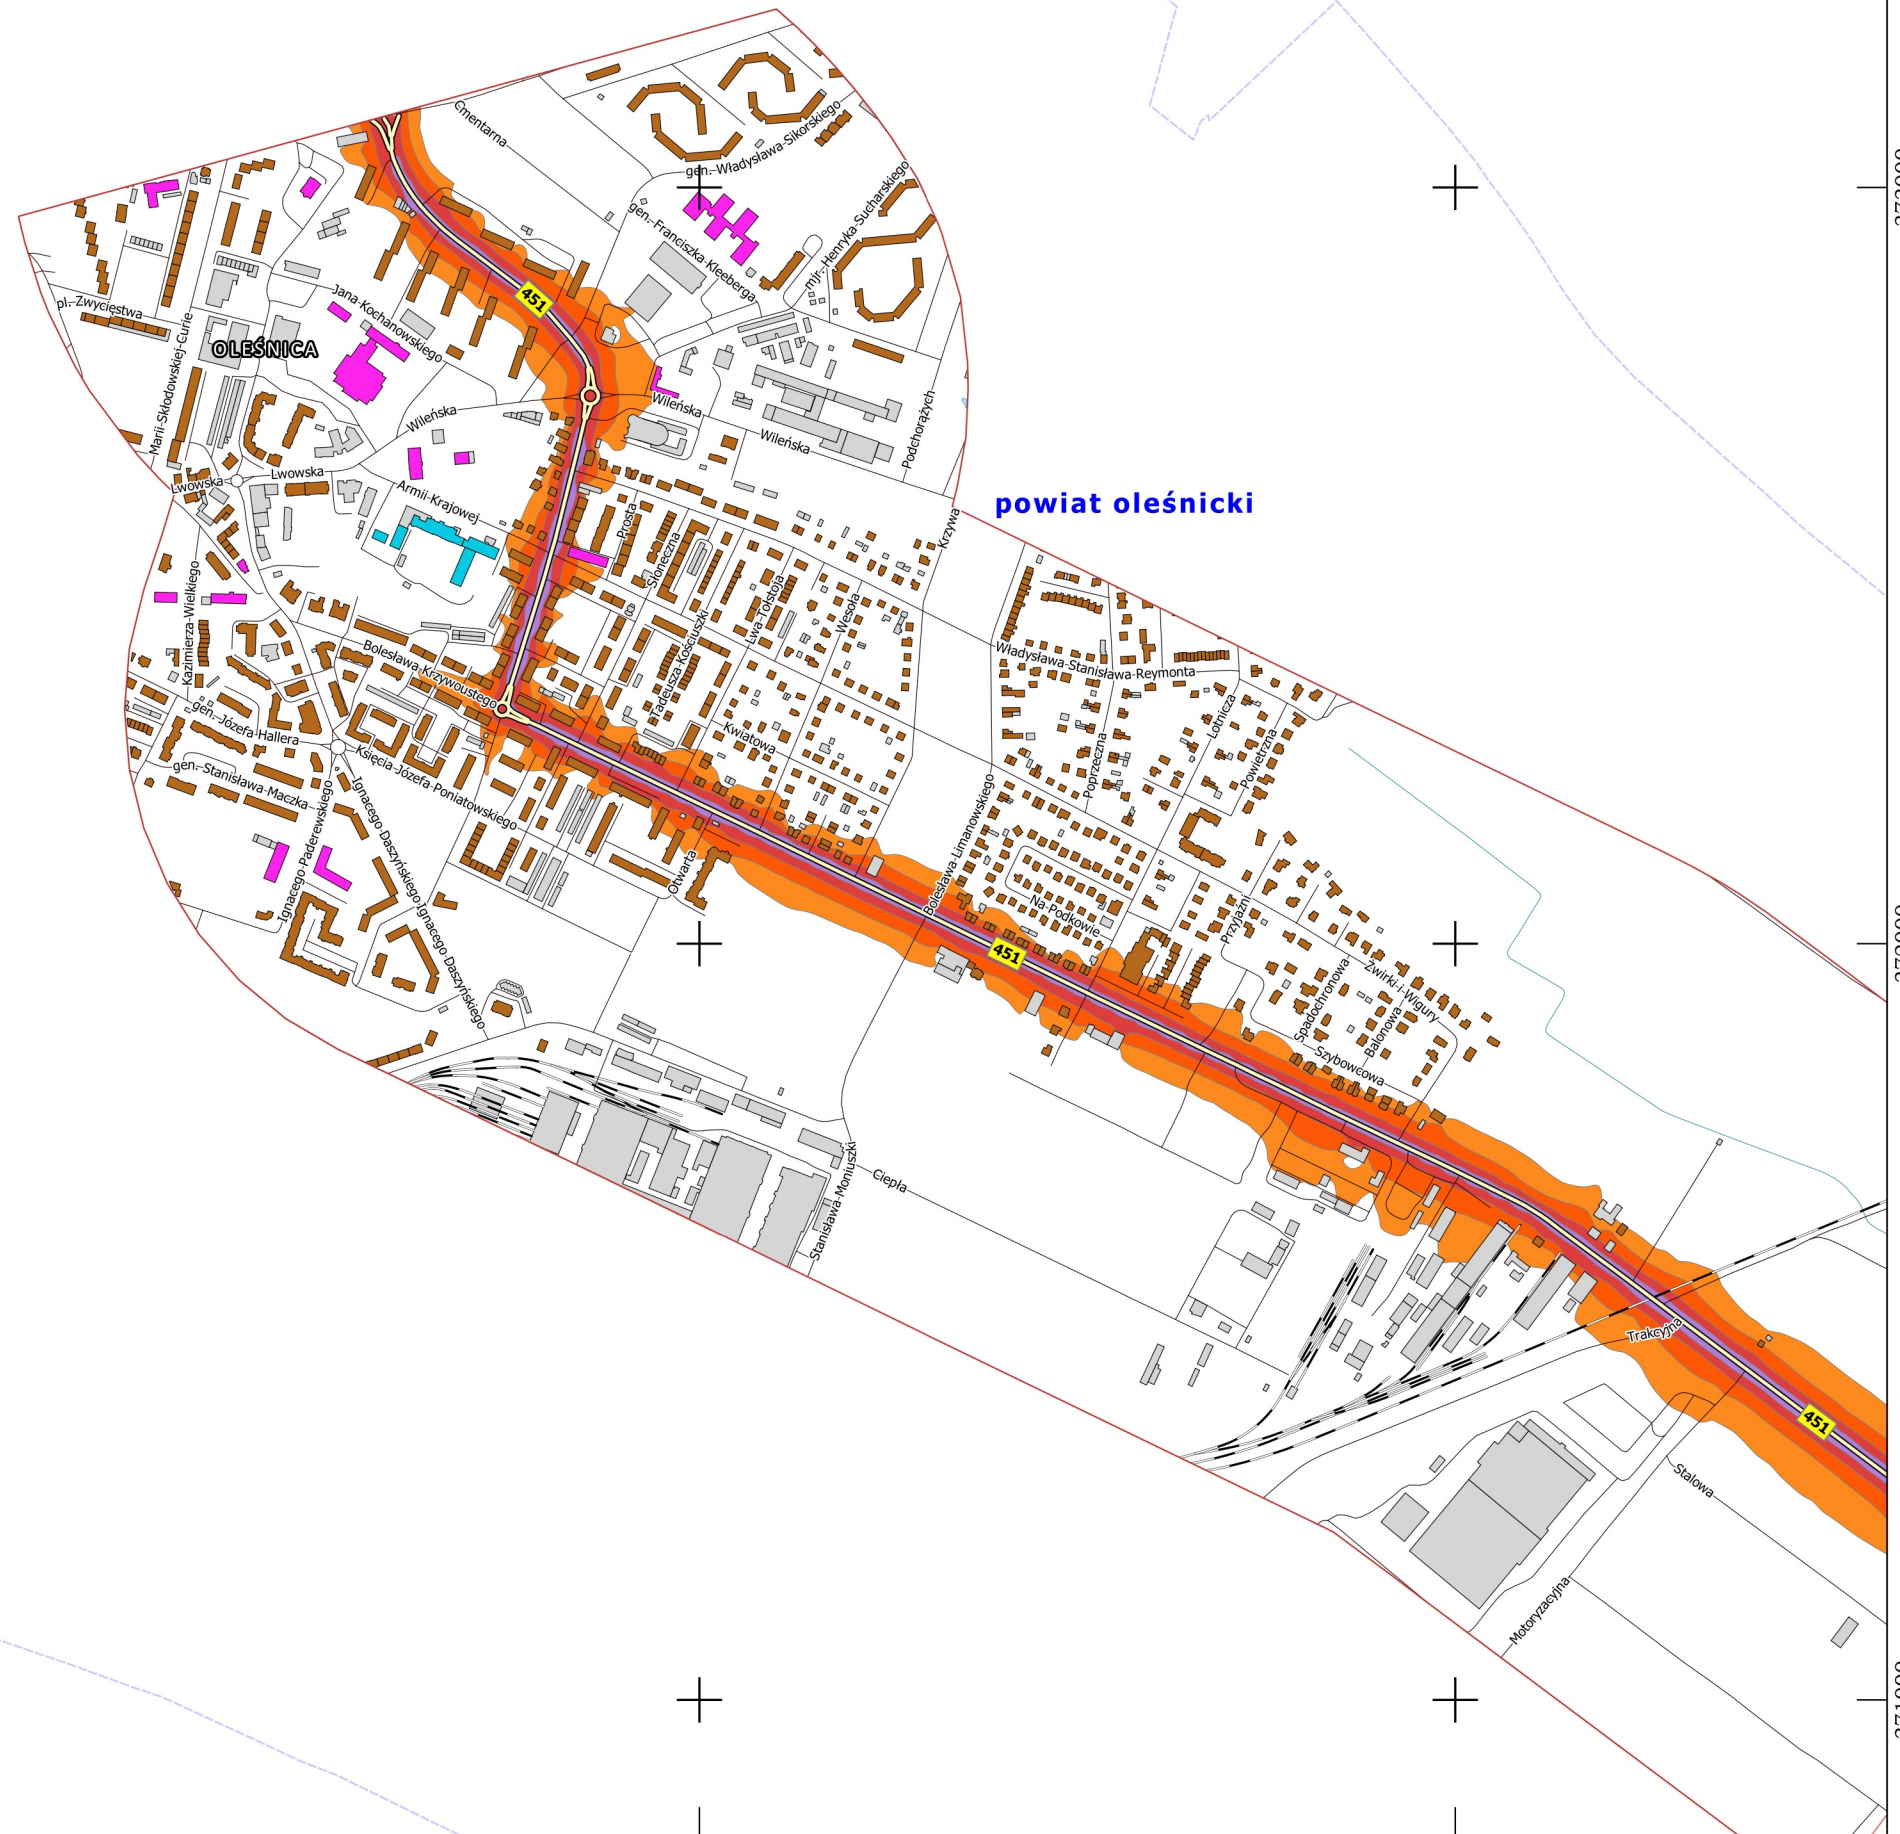 Cmentarna
gen. Władysława Sikorskiego
mjr. Henryka Sucharskiego
gen. Franciszka Kleeberga
451
pl. Zwycięstwa
Jana Kochanowskiego
OLEŚNICA
Marii Skłodowskiej-Curie
Wileńska
Wileńska
Wileńska
Podchorążych
Lwowska
Lwowska
Armii Krajowej
powiat oleśnicki
Krzywa
Prosta
Słoneczna
Lwa Tołstoja
Wesoła
Kazimierza Wielkiego
Bolesława Krzywoustego
Tadeusza Kościuszki
Władysława Stanisława Reymonta
gen. Józefa Hallera
Kwiatowa
Lotnicza
Powietrzna
Poprzeczna
gen. Stanisława Maczka
Księcia Józefa Poniatowskiego
Ignacego Paderewskiego
Ignacego Daszyńskiego
Ignacego Daszyńskiego
Otwarta
Bolesława Limanowskiego
Na Podkowie
Przyjaźni
451
Żwirki i Wigury
Spadochronowa
Balonowa
Szybowcowa
Ciepła
Stanisława Moniuszki
Trakcyjna
451
Stalowa
Motoryzacyjna